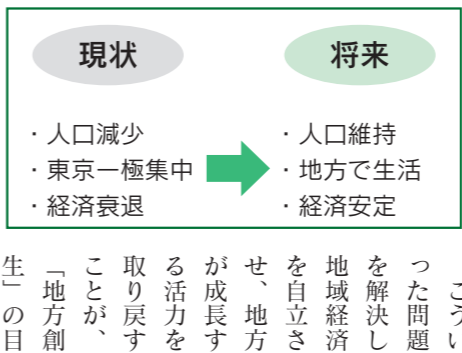 現状
・人口減少
・東京一極集中
・経済衰退
将来
・人口維持
・地方で生活
・経済安定
こうい
った問題
を解決し
地域経済
を自立さ
せ、地方
が成長す
る活力を
取り戻す
ことが、
「地方創
生」の目